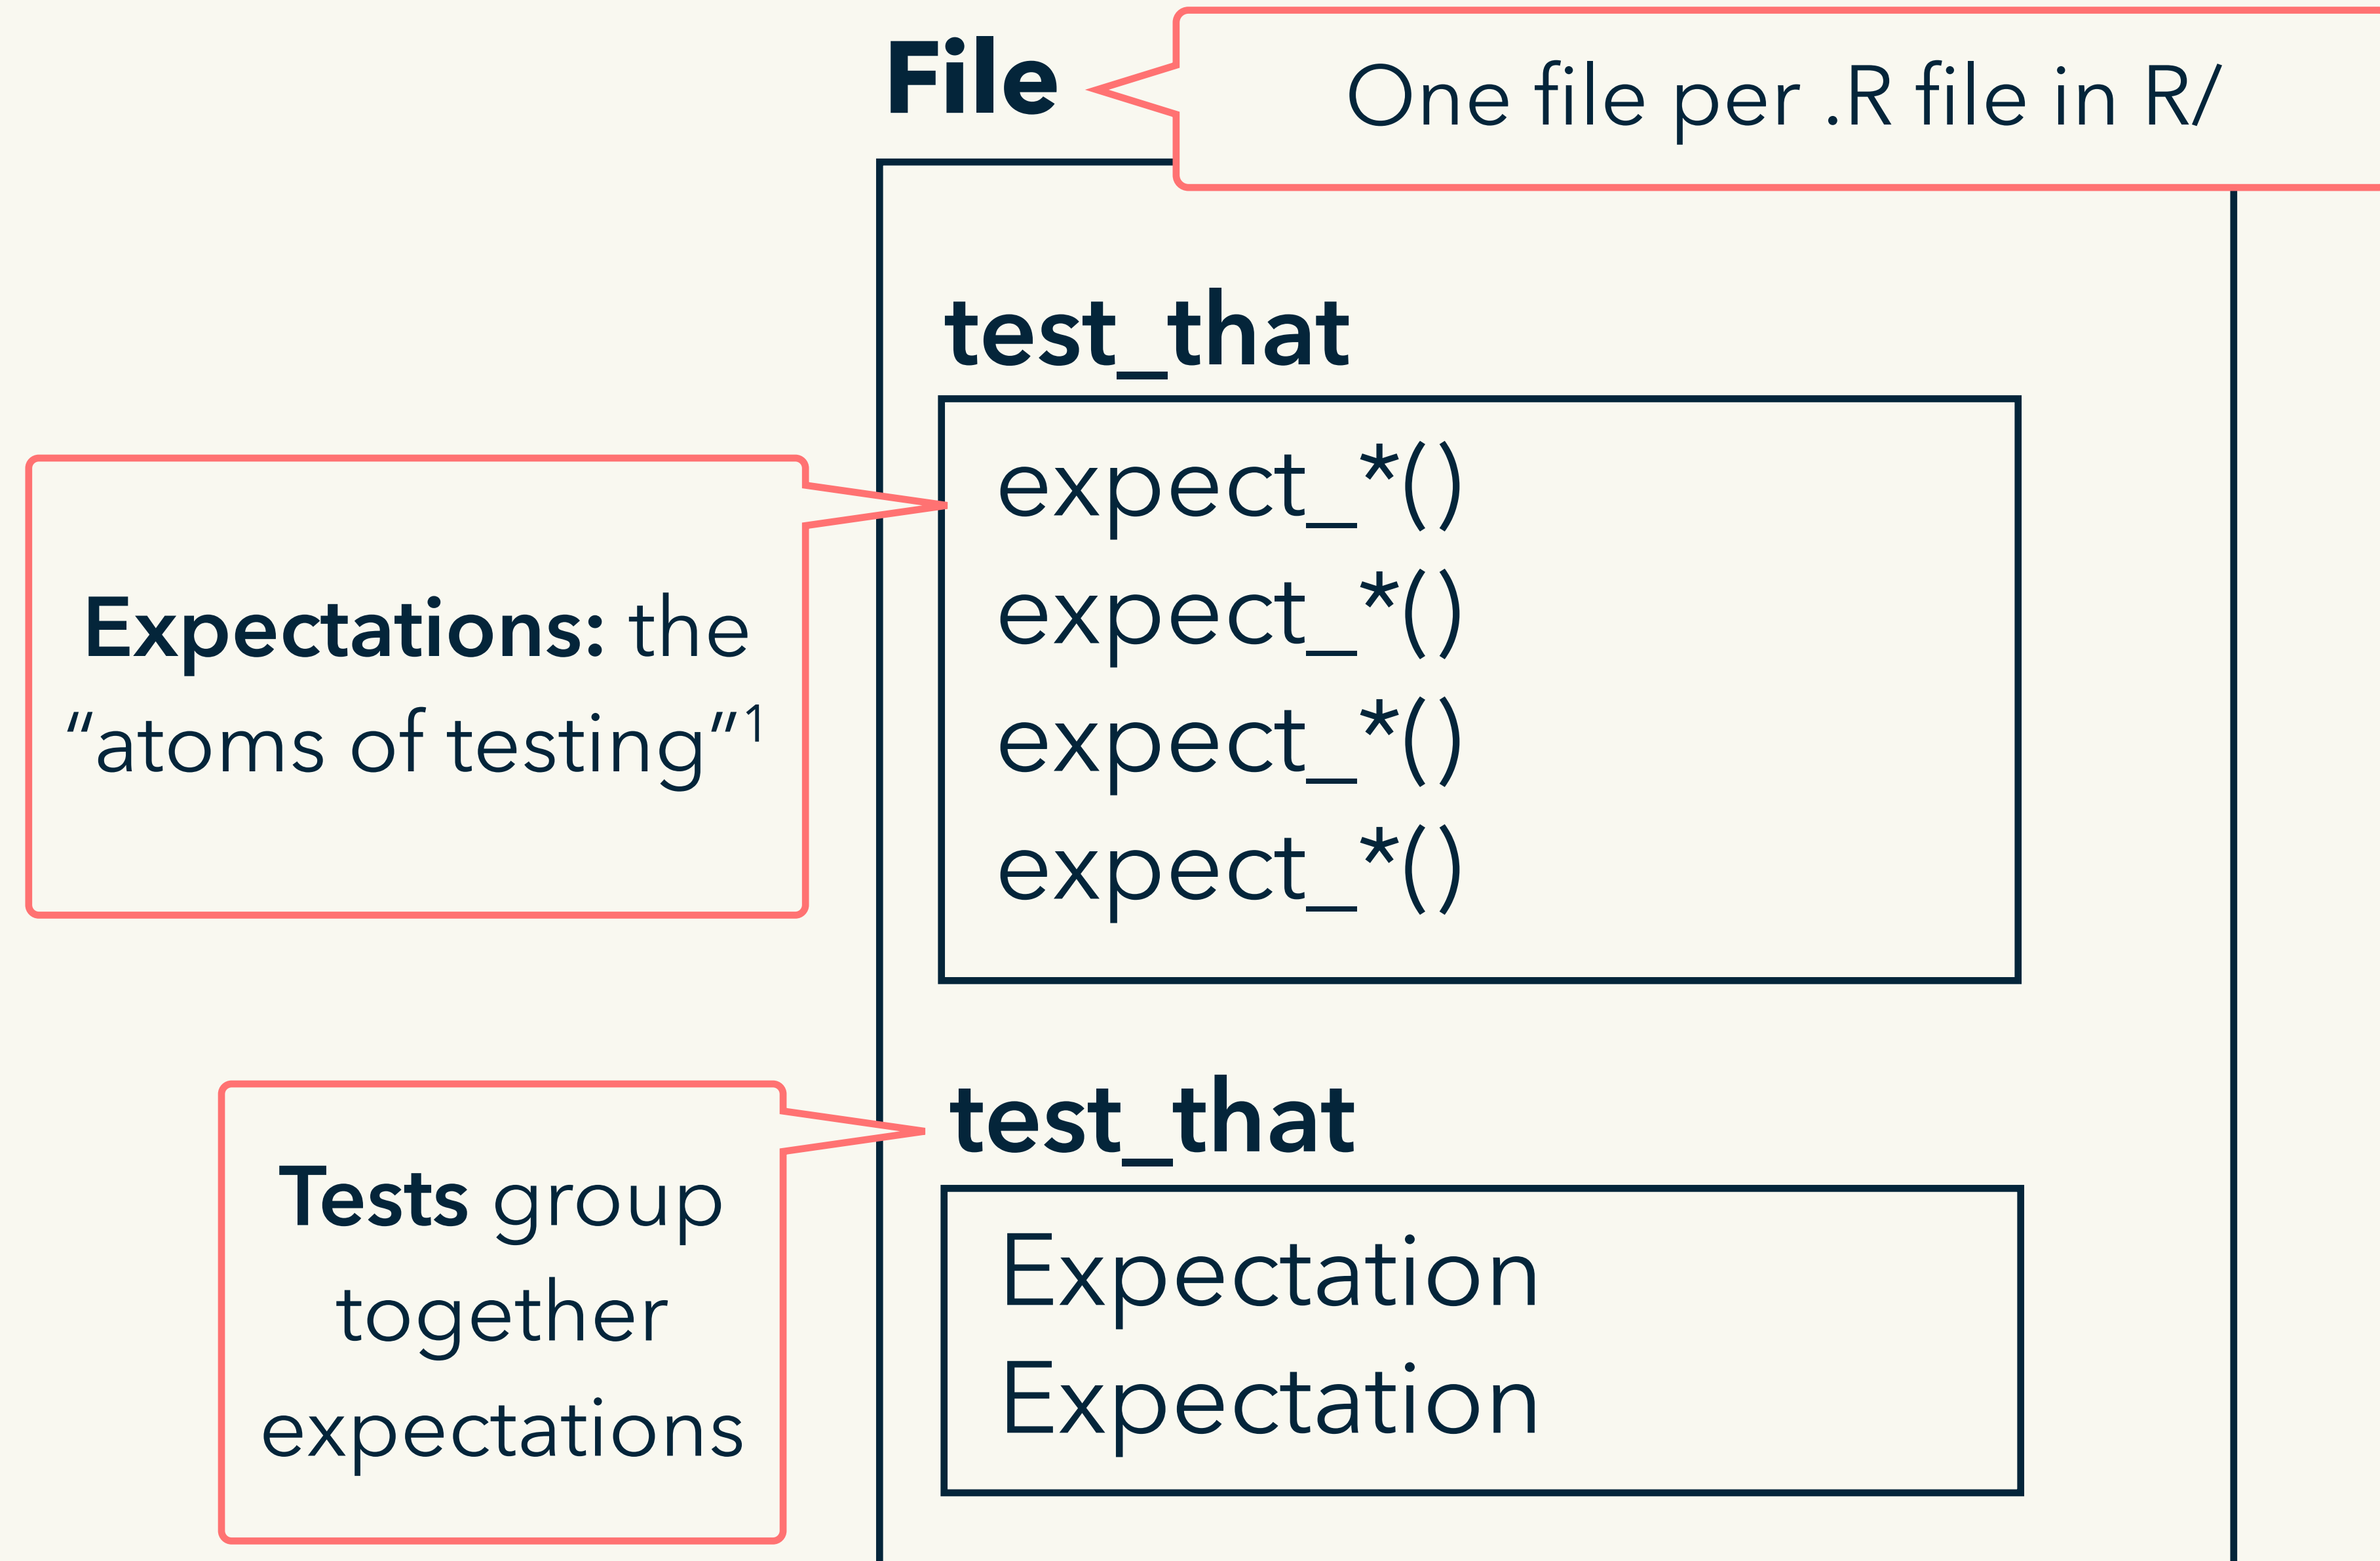 File
One file per .R file in R/
test_that
expect_*()
expect_*()
expect_*()
expect_*()
Expectations: the
“atoms of testing”¹
test_that
Expectation
Expectation
Tests group
together
expectations